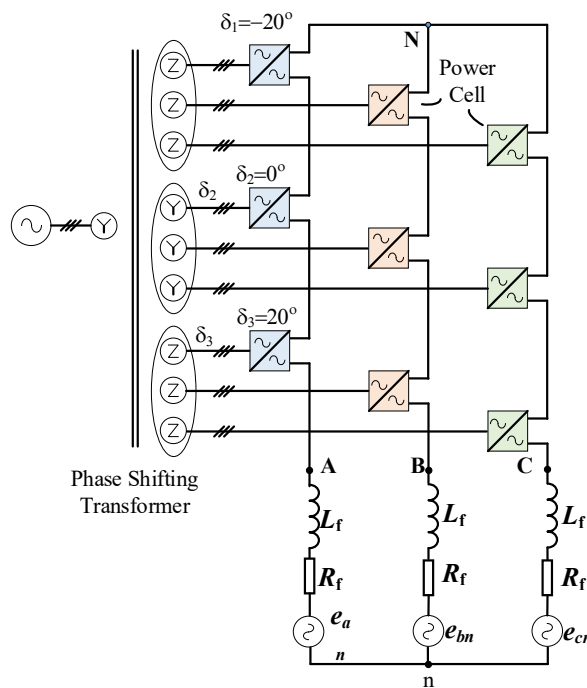 δ1=−20°
N
Power
Cell
Z
Z
Z
δ2
δ2=0°
Y
Y
Y
Y
δ3=20°
δ3
Z
Z
Z
Phase Shifting
Transformer
A
B
C
Lf
Lf
Lf
Rf
Rf
Rf
ea
n
ebn
ecn
n